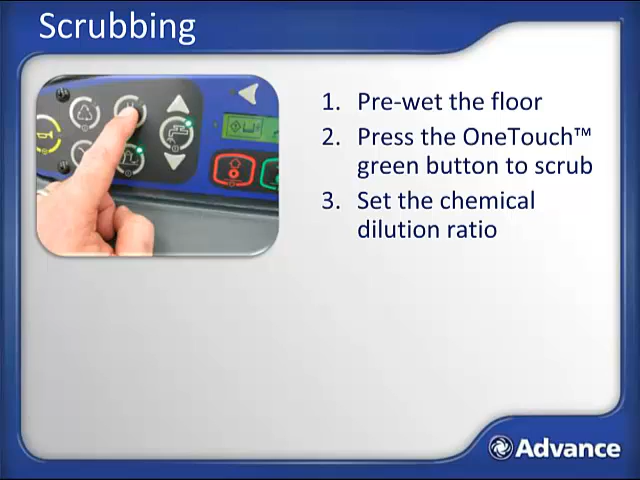 Scrubbing
1. Pre-wet the floor
2. Press the OneTouch™
green button to scrub
3. Set the chemical
dilution ratio
Advance